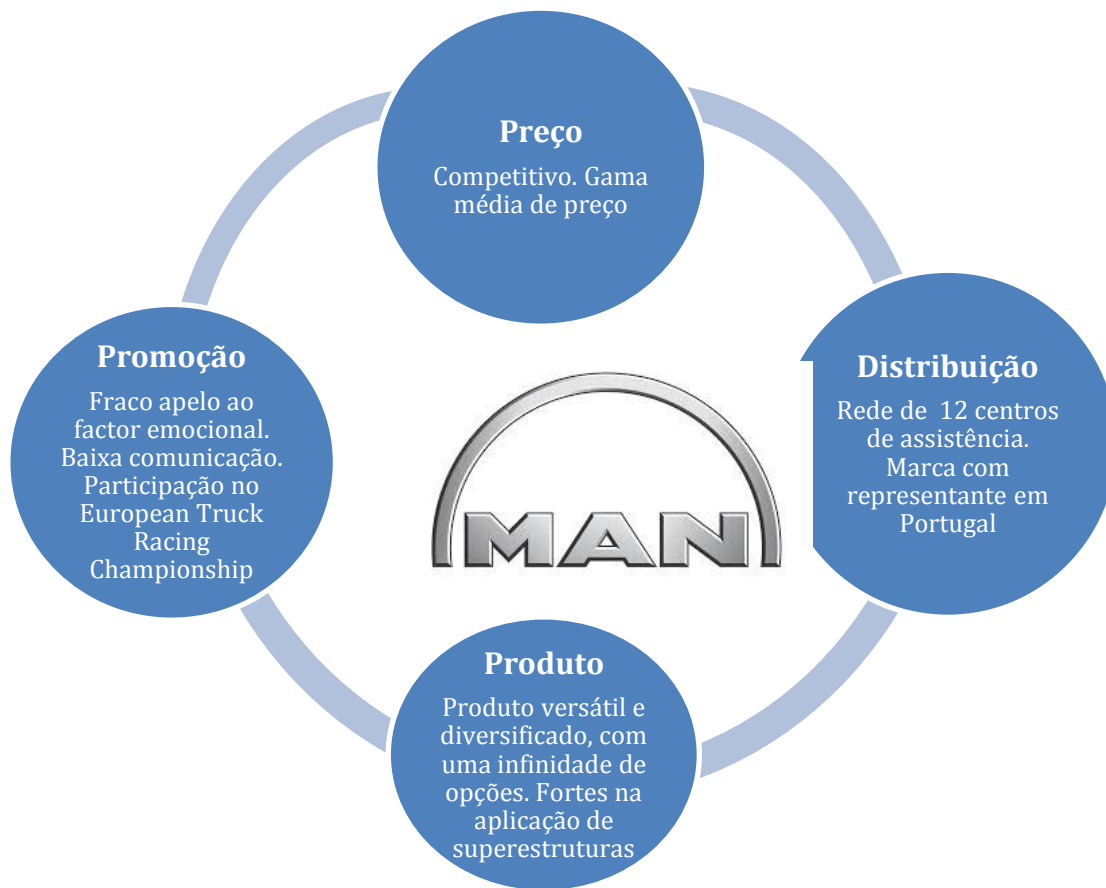 Preço
Competitivo. Gama
média de preço
Distribuição
Rede de 12 centros
de assistência.
Marca com
representante em
Portugal
Produto
Produto versátil e
diversificado, com
uma infinidade de
opções. Fortes na
aplicação de
superestruturas
Promoção
Fraco apelo ao
factor emocional.
Baixa comunicação.
Participação no
European Truck
Racing
Championship
MAN